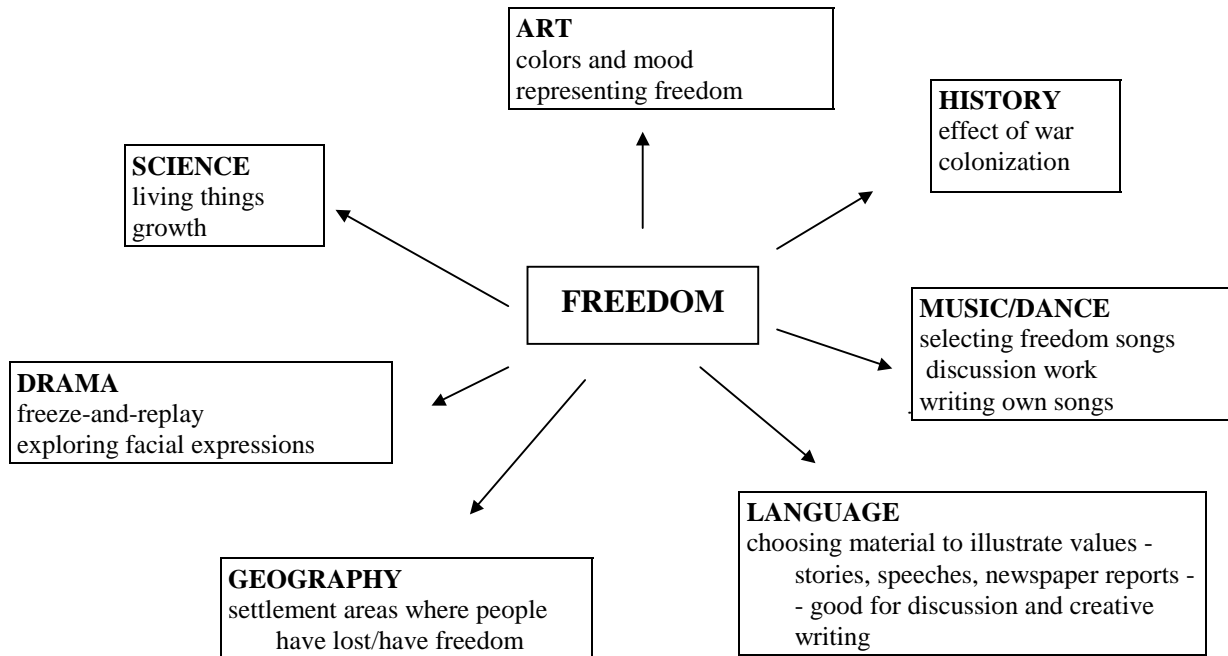 ART
colors and mood
representing freedom
HISTORY
effect of war
colonization
SCIENCE
living things
growth
FREEDOM
MUSIC/DANCE
selecting freedom songs
discussion work
writing own songs
DRAMA
freeze-and-replay
exploring facial expressions
LANGUAGE
choosing material to illustrate values -
stories, speeches, newspaper reports -
- good for discussion and creative
writing
GEOGRAPHY
settlement areas where people
have lost/have freedom